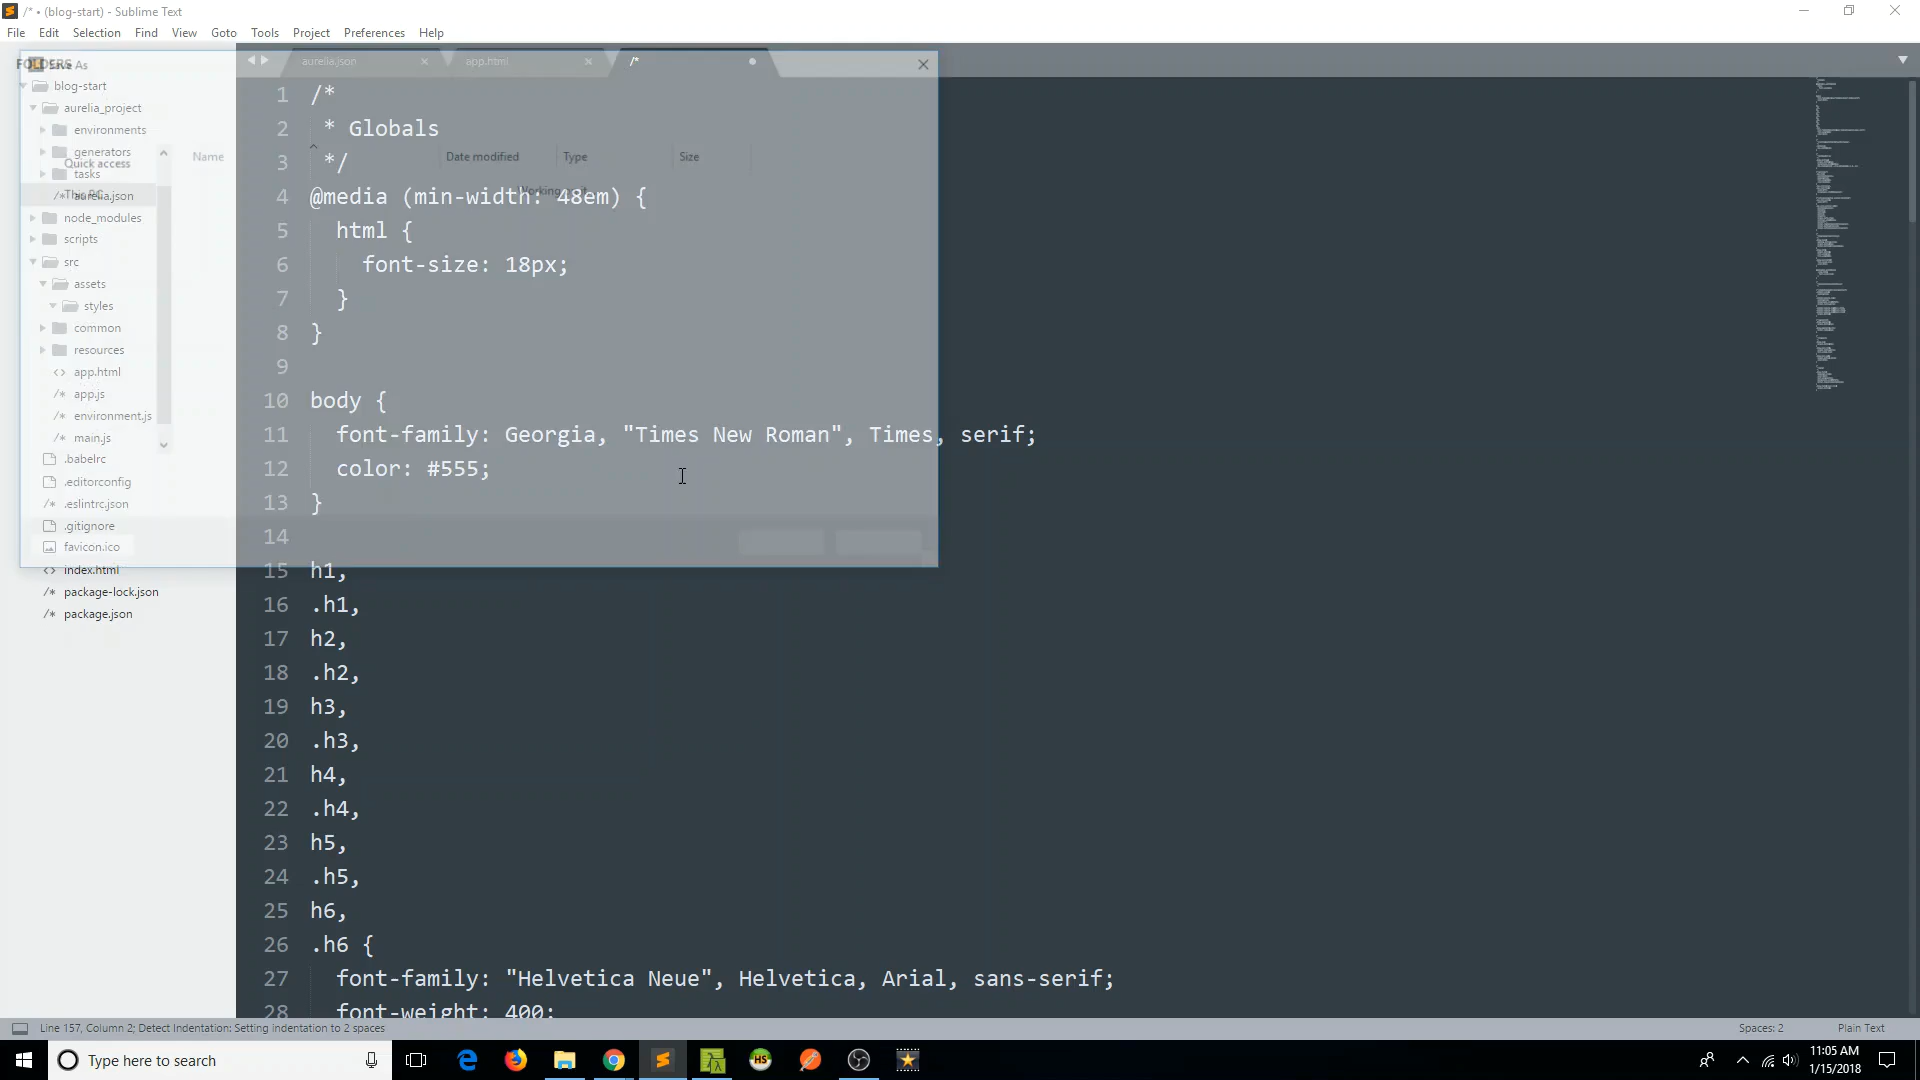 /* • (blog-start) - Sublime Text
File Edit Selection Find View Goto Tools Project Preferences Help
FOLDERS
Save As
blog-start
aurelia_project
environments
generators
tasks
aurelia.json
node_modules
scripts
src
assets
styles
common
resources
app.html
app.js
environment.js
main.js
.babelrc
.editorconfig
.eslintrc.json
.gitignore
favicon.ico
index.html
package-lock.json
package.json
Quick access
This PC
Name Date modified Type Size
Working on it...
aurelia.json app.html /*
1 /*
2 * Globals
3 */
4 @media (min-width: 48em) {
5 html {
6 font-size: 18px;
7 }
8 }
9
10 body {
11 font-family: Georgia, "Times New Roman", Times, serif;
12 color: #555;
13 }
14
15 h1,
16 .h1,
17 h2,
18 .h2,
19 h3,
20 .h3,
21 h4,
22 .h4,
23 h5,
24 .h5,
25 h6,
26 .h6 {
27 font-family: "Helvetica Neue", Helvetica, Arial, sans-serif;
28 font-weight: 400;
Line 157, Column 2; Detect Indentation: Setting indentation to 2 spaces
Spaces: 2 Plain Text
Type here to search
HS
11:05 AM
1/15/2018